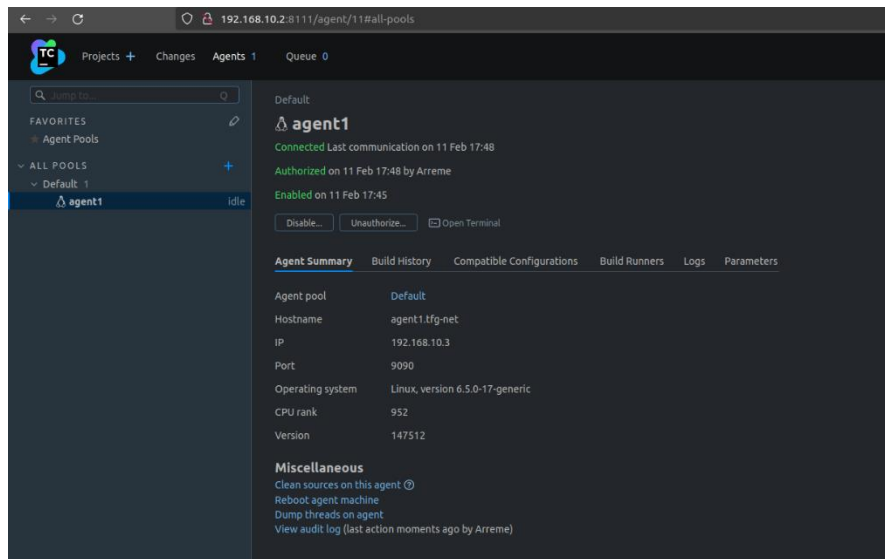 192.168.10.2:8111/agent/11#all-pools
TC Projects + Changes Agents 1 Queue 0
Jump to... Q
FAVORITES
Agent Pools
ALL POOLS +
Default 1
agent1 idle
Default
agent1
Connected Last communication on 11 Feb 17:48
Authorized on 11 Feb 17:48 by Arreme
Enabled on 11 Feb 17:45
Disable... Unauthorize... Open Terminal
Agent Summary Build History Compatible Configurations Build Runners Logs Parameters
Agent pool Default
Hostname agent1.tfg-net
IP 192.168.10.3
Port 9090
Operating system Linux, version 6.5.0-17-generic
CPU rank 952
Version 147512
Miscellaneous
Clean sources on this agent ?
Reboot agent machine
Dump threads on agent
View audit log (last action moments ago by Arreme)